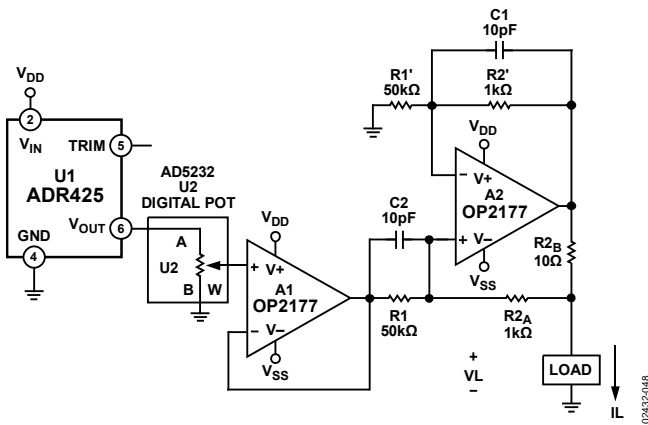 C1
10pF
R1'
50kΩ
R2'
1kΩ
VDD
2
VIN
TRIM
5
U1
ADR425
VOUT
6
GND
4
AD5232
U2
DIGITAL POT
A
U2
B
W
VDD
+
V+
A1
OP2177
−
V−
VSS
C2
10pF
R1
50kΩ
VDD
−
V+
A2
OP2177
+
V−
VSS
R2B
10Ω
R2A
1kΩ
+
VL
−
LOAD
IL
02432-048